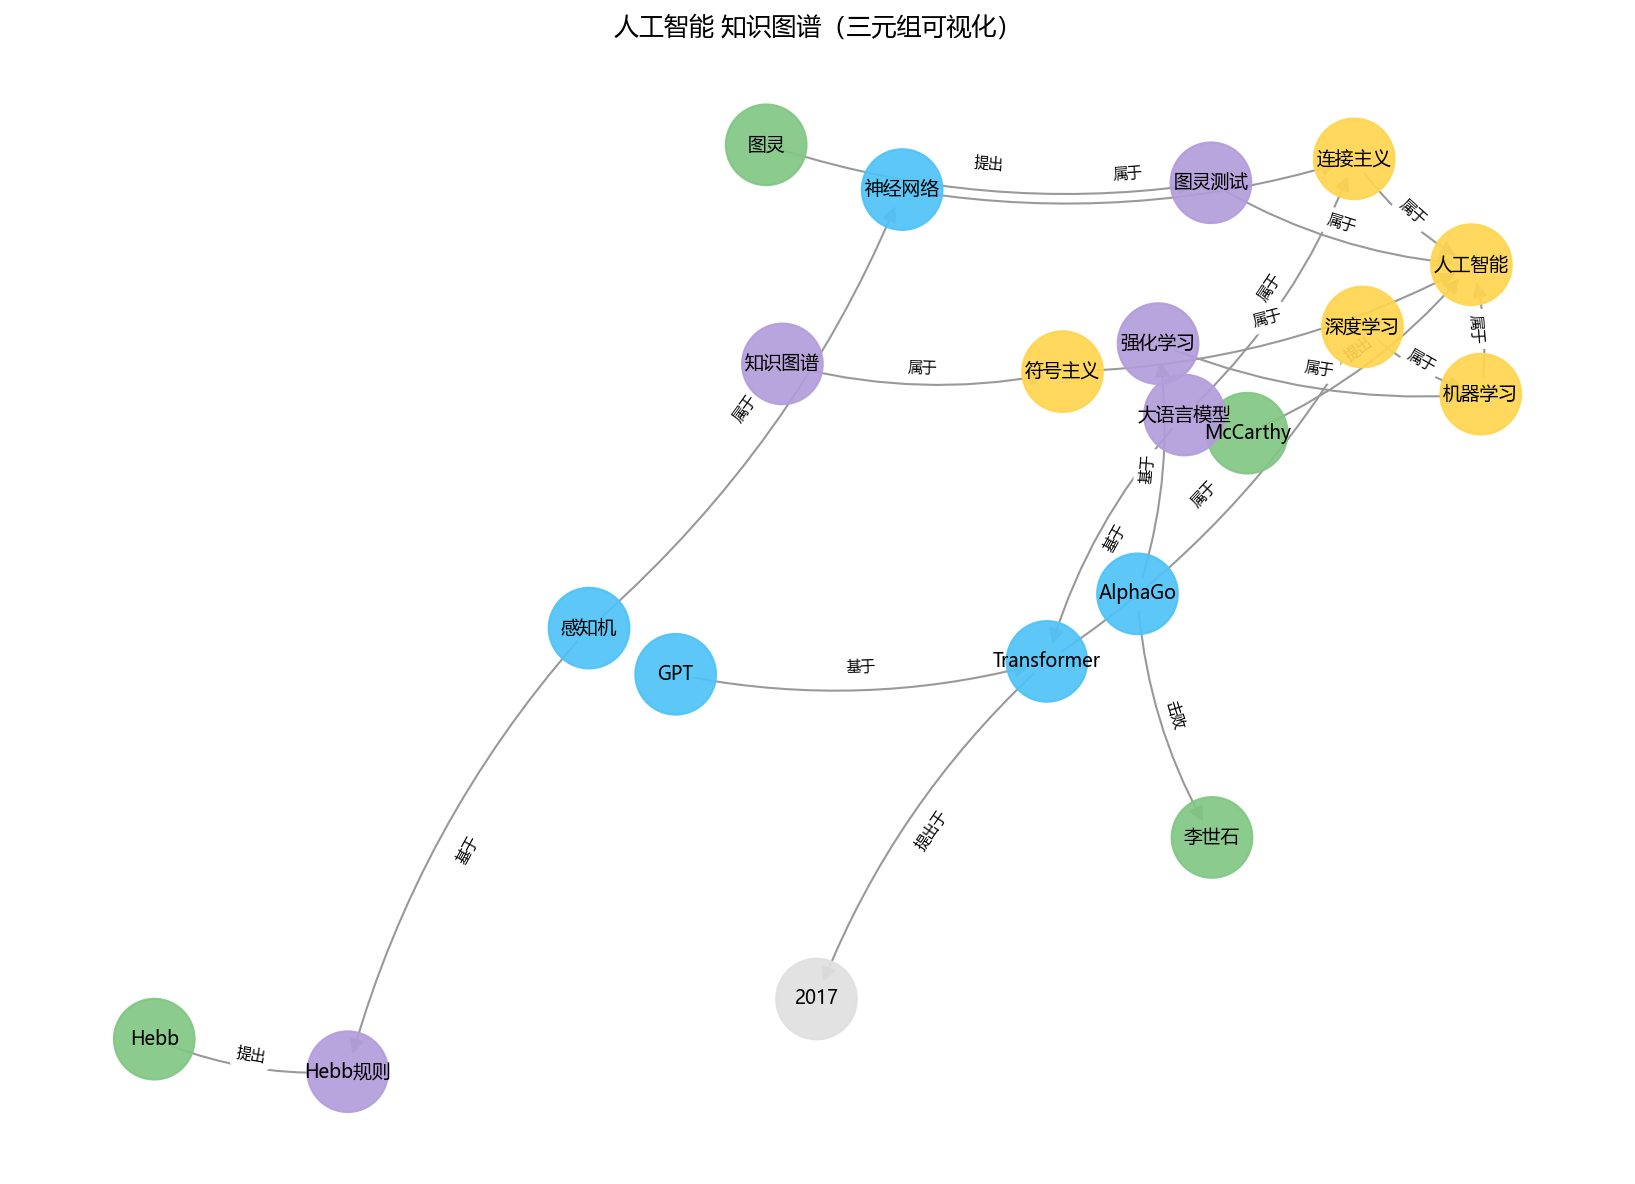 人工智能 知识图谱（三元组可视化）
图灵
提出
神经网络
属于
图灵测试
连接主义
属于
属于
人工智能
属于
属于
深度学习
提出
属于
属于
强化学习
属于
机器学习
知识图谱
属于
符号主义
属于
大语言模型
McCarthy
基于
属于
基于
AlphaGo
感知机
GPT
基于
Transformer
击败
提出于
李世石
基于
2017
Hebb
提出
Hebb规则